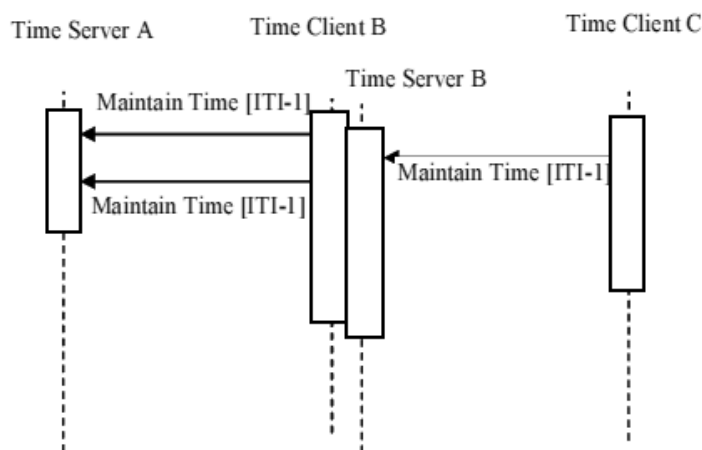 Time Server A
Time Client B
Time Client C
Time Server B
Maintain Time [ITI-1]
Maintain Time [ITI-1]
Maintain Time [ITI-1]